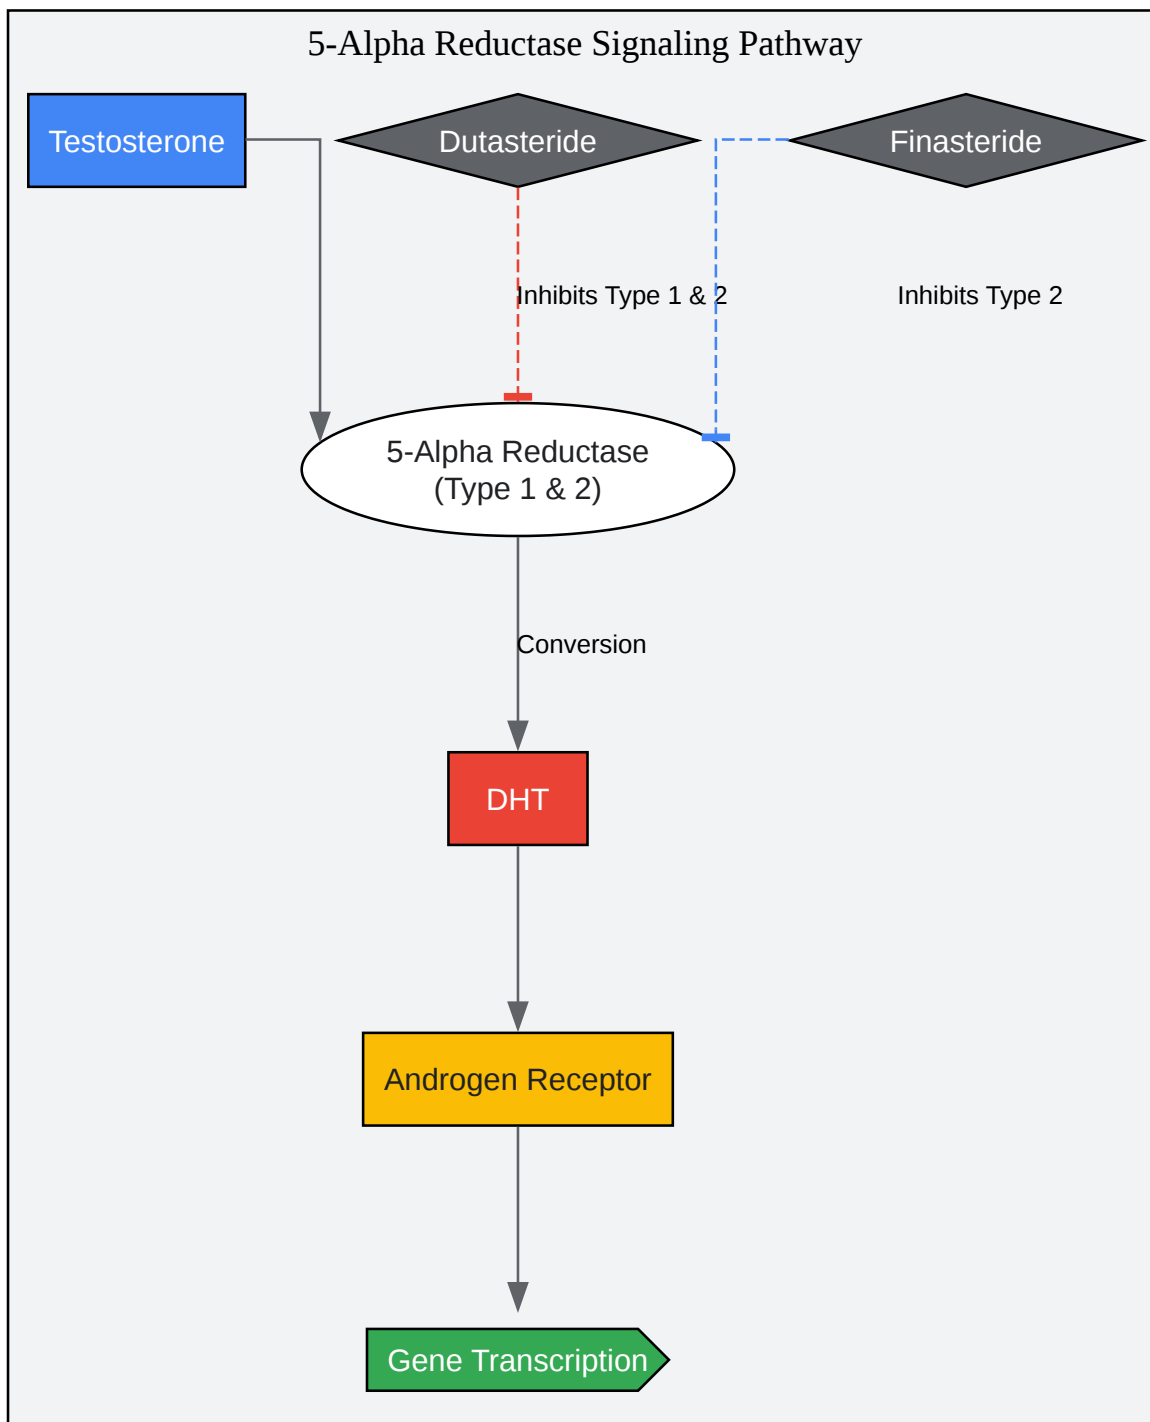 5-Alpha Reductase Signaling Pathway
Testosterone
Dutasteride
Finasteride
Inhibits Type 1 & 2
Inhibits Type 2
5-Alpha Reductase
(Type 1 & 2)
Conversion
DHT
Androgen Receptor
Gene Transcription